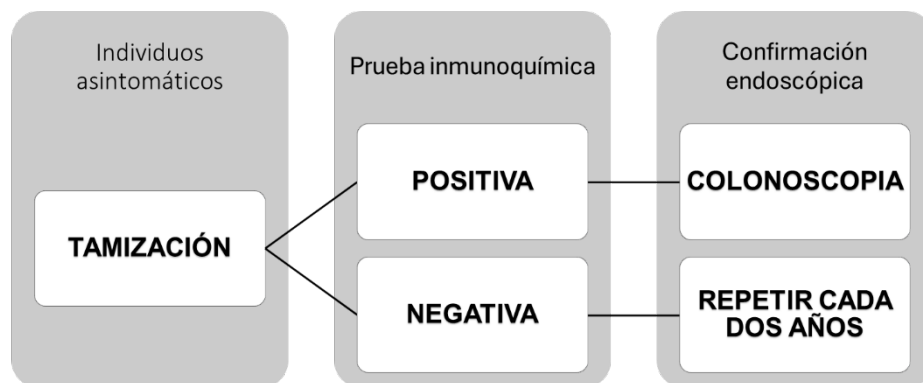 Individuos
asintomáticos
TAMIZACIÓN
Prueba inmunoquímica
POSITIVA
NEGATIVA
Confirmación
endoscópica
COLONOSCOPIA
REPETIR CADA
DOS AÑOS